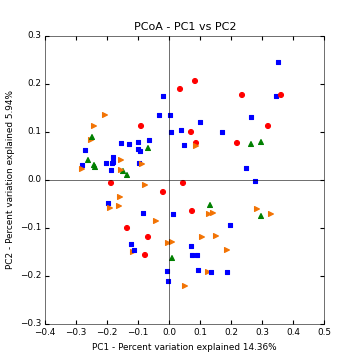 PCoA - PC1 vs PC2
0.3
0.2
0.1
0.0
−0.1
−0.2
−0.3
PC2 - Percent variation explained 5.94%
−0.4 −0.3 −0.2 −0.1 0.0 0.1 0.2 0.3 0.4 0.5
PC1 - Percent variation explained 14.36%